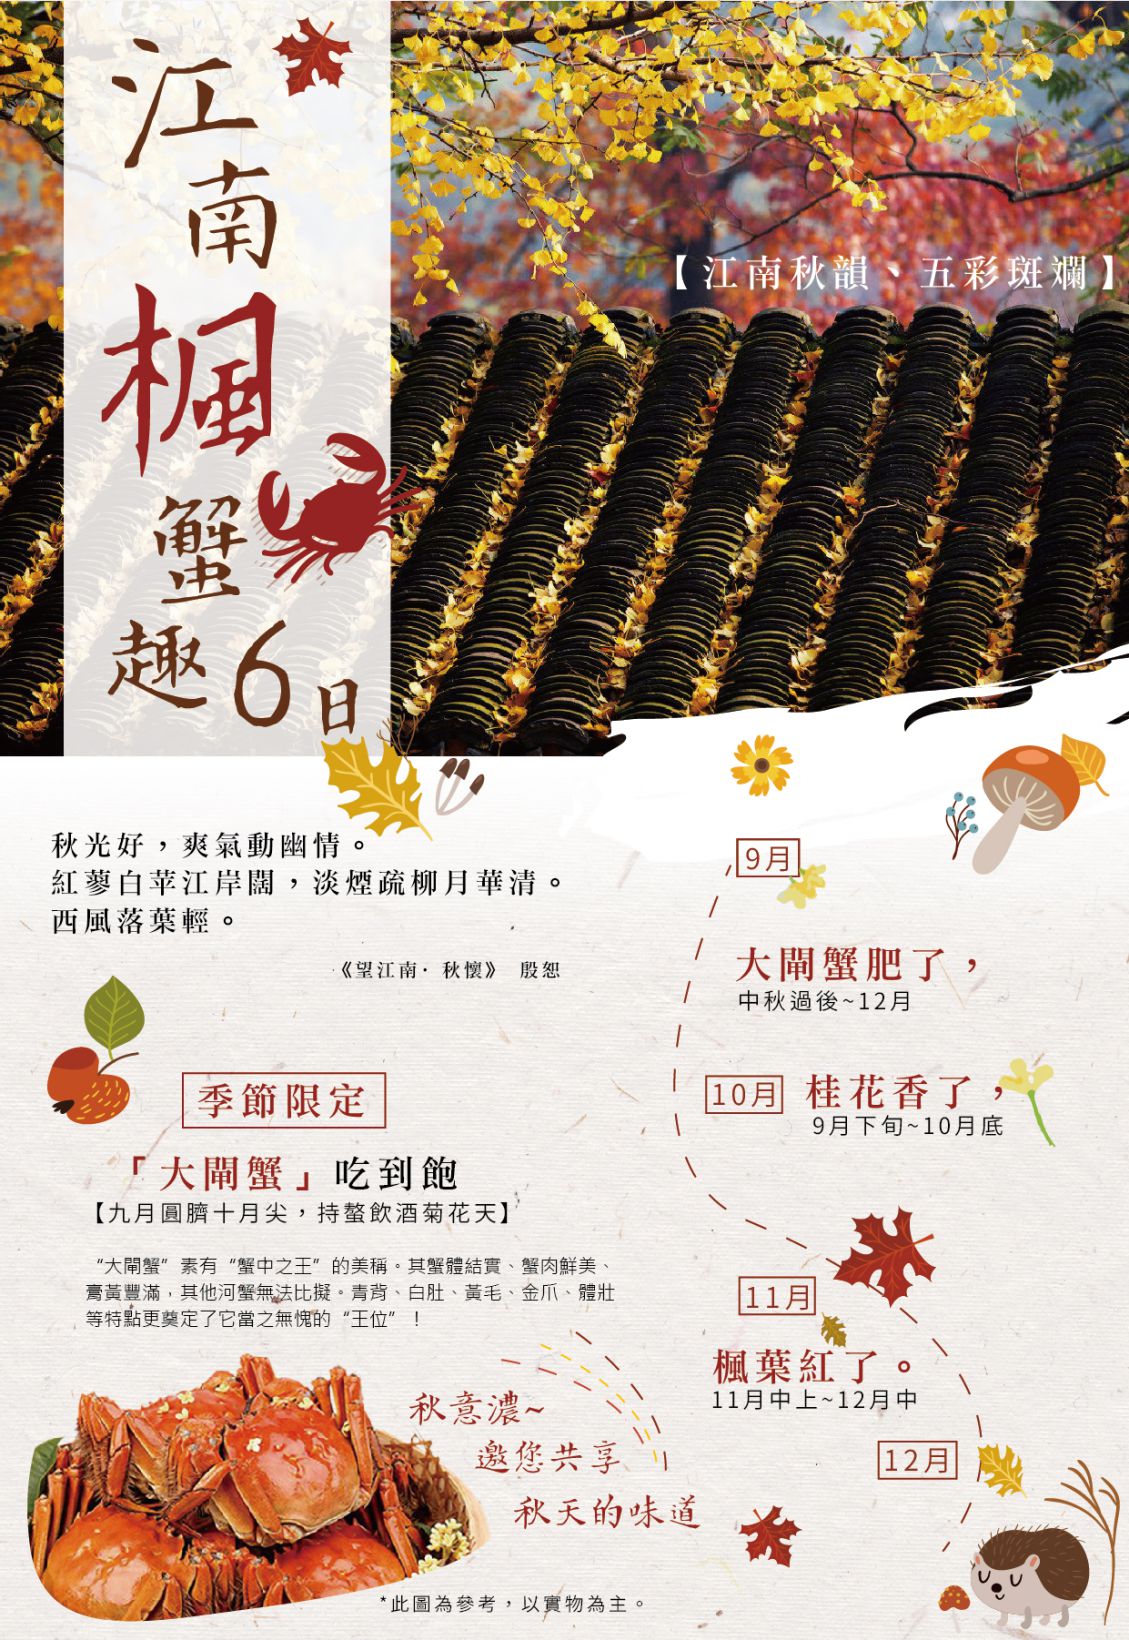 江南楓蟹趣6日
【江南秋韻、五彩斑斕】
秋光好，爽氣動幽情。
紅蓼白苹江岸闊，淡煙疏柳月華清。
西風落葉輕。
《望江南·秋懷》 殷恕
季節限定
「大閘蟹」吃到飽
【九月圓臍十月尖，持螯飲酒菊花天】
“大閘蟹”素有“蟹中之王”的美稱。其蟹體結實、蟹肉鮮美、
膏黃豐滿，其他河蟹無法比擬。青背、白肚、黃毛、金爪、體壯
等特點更奠定了它當之無愧的“王位”！
秋意濃~
邀您共享
秋天的味道
*此圖為參考，以實物為主。
9月
大閘蟹肥了，
中秋過後~12月
10月 桂花香了，
9月下旬~10月底
11月
楓葉紅了。
11月中上~12月中
12月